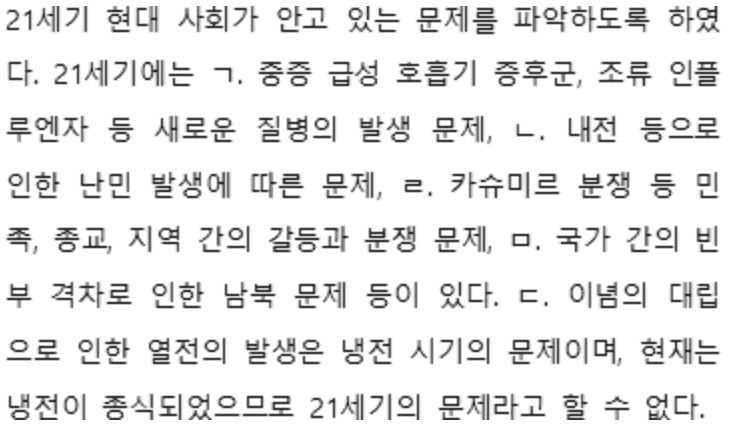 21세기 현대 사회가 안고 있는 문제를 파악하도록 하였
다. 21세기에는 ㄱ. 중증 급성 호흡기 증후군, 조류 인플
루엔자 등 새로운 질병의 발생 문제, ㄴ. 내전 등으로
인한 난민 발생에 따른 문제, ㄹ. 카슈미르 분쟁 등 민
족, 종교, 지역 간의 갈등과 분쟁 문제, ㅁ. 국가 간의 빈
부 격차로 인한 남북 문제 등이 있다. ㄷ. 이념의 대립
으로 인한 열전의 발생은 냉전 시기의 문제이며, 현재는
냉전이 종식되었으므로 21세기의 문제라고 할 수 없다.